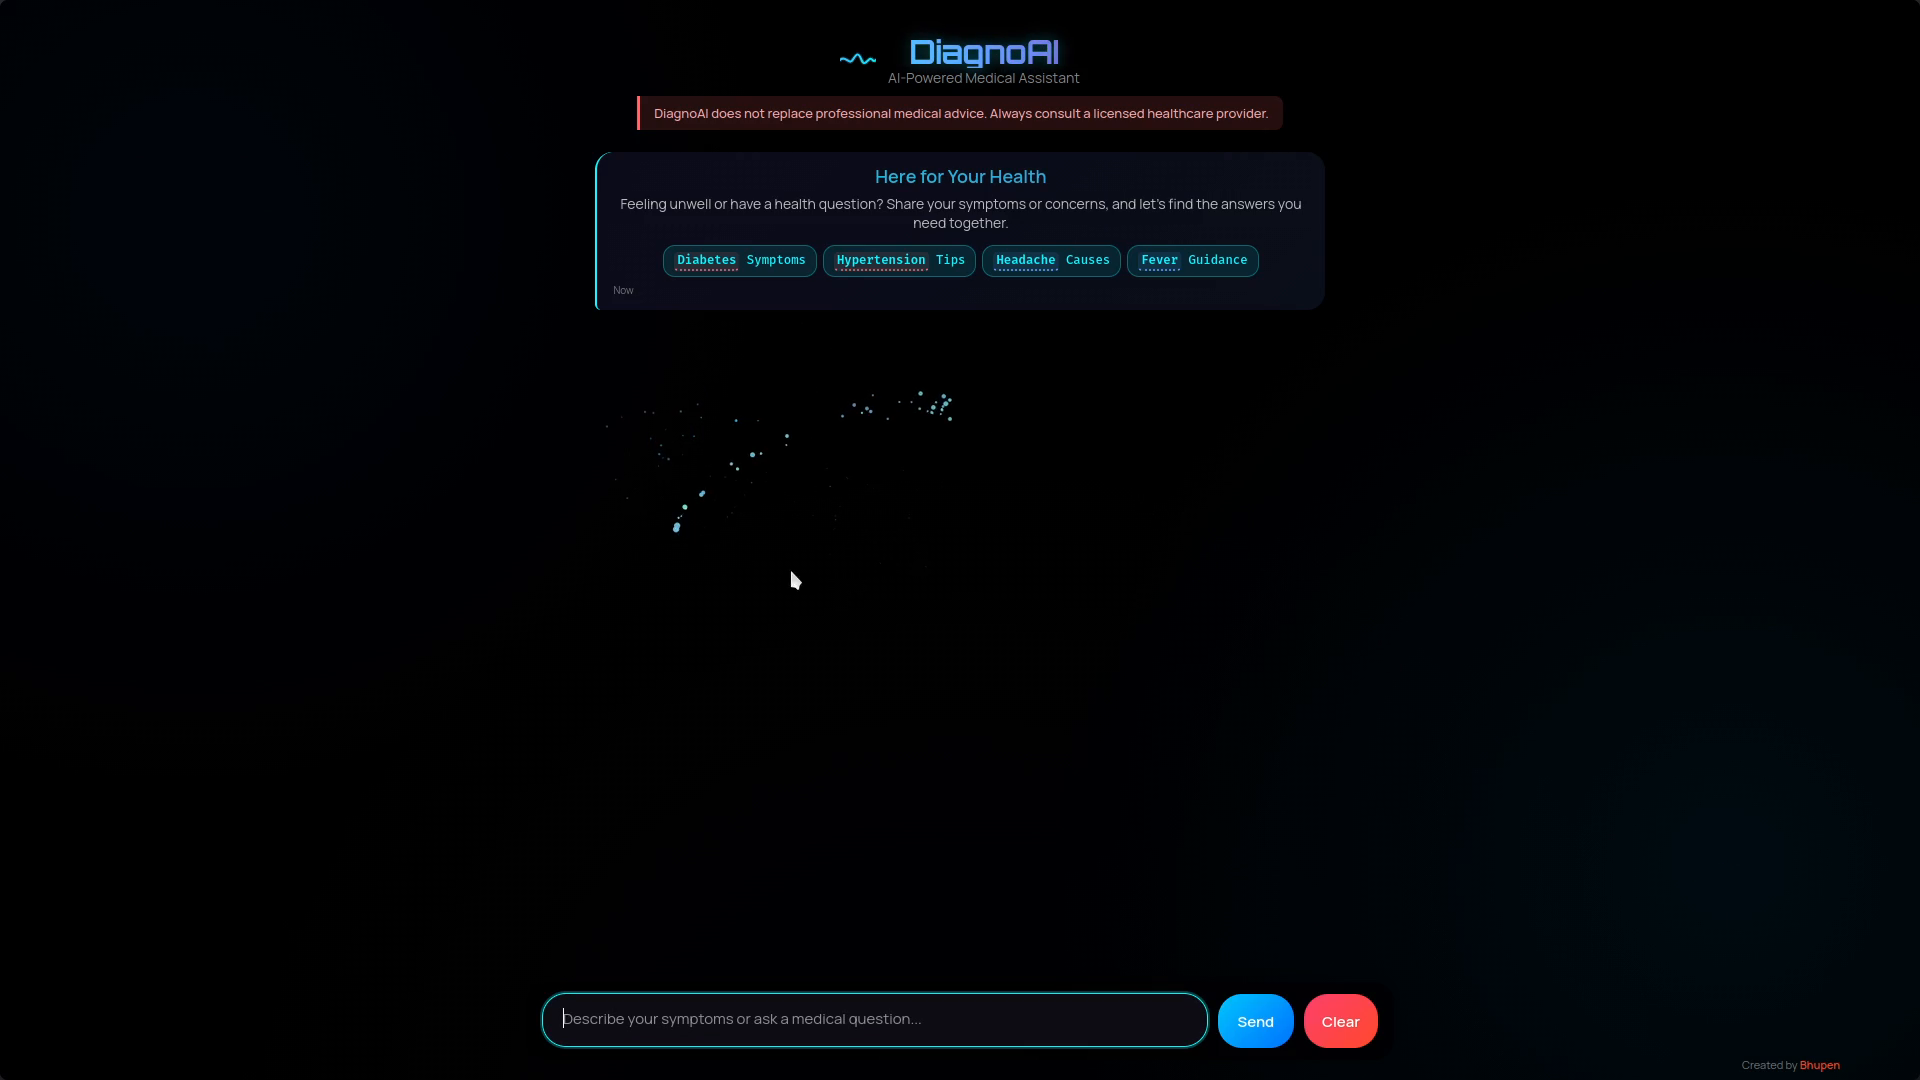 DiagnoAI
AI-Powered Medical Assistant
DiagnoAI does not replace professional medical advice. Always consult a licensed healthcare provider.
Here for Your Health
Feeling unwell or have a health question? Share your symptoms or concerns, and let's find the answers you
need together.
Diabetes Symptoms
Hypertension Tips
Headache Causes
Fever Guidance
Now
Describe your symptoms or ask a medical question...
Send
Clear
Created by Bhupen